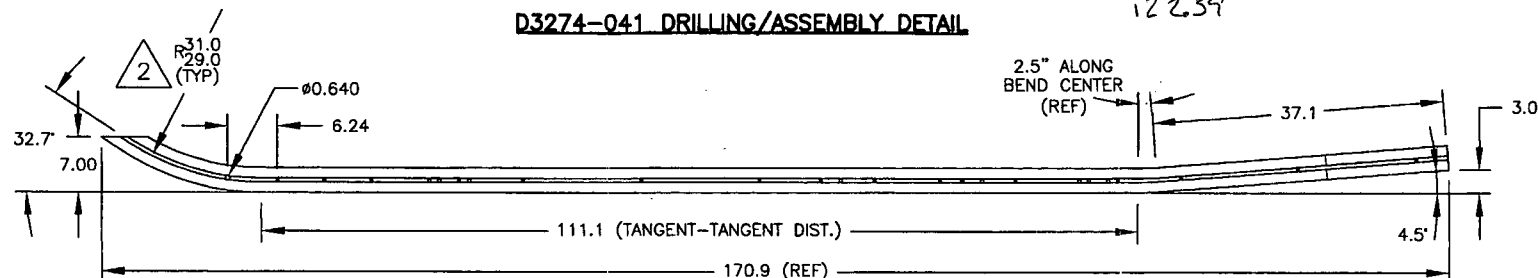 D3274-041 DRILLING/ASSEMBLY DETAIL
122.39
2
R31.0
29.0
(TYP)
Ø0.640
6.24
2.5" ALONG
BEND CENTER
(REF)
37.1
3.0
32.7°
7.00
111.1 (TANGENT-TANGENT DIST.)
4.5°
170.9 (REF)